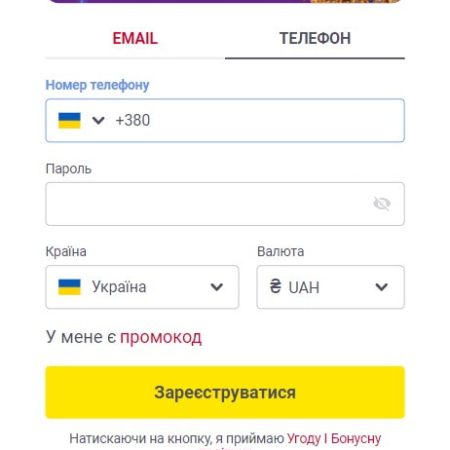 EMAIL ТЕЛЕФОН
Номер телефону
+380
Пароль
Країна Валюта
Україна ₴ UAH
У мене є промокод
Зареєструватися
Натискаючи на кнопку, я приймаю Угоду І Бонусну